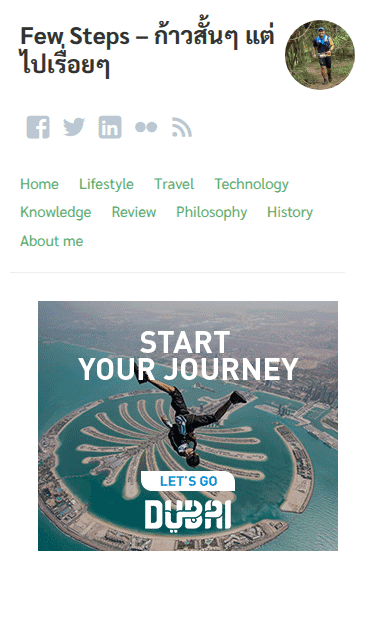 Few Steps – ก้าวสั้นๆ แต่
ไปเรื่อยๆ
Home Lifestyle Travel Technology
Knowledge Review Philosophy History
About me
START
YOUR JOURNEY
LET'S GO
DUBAI